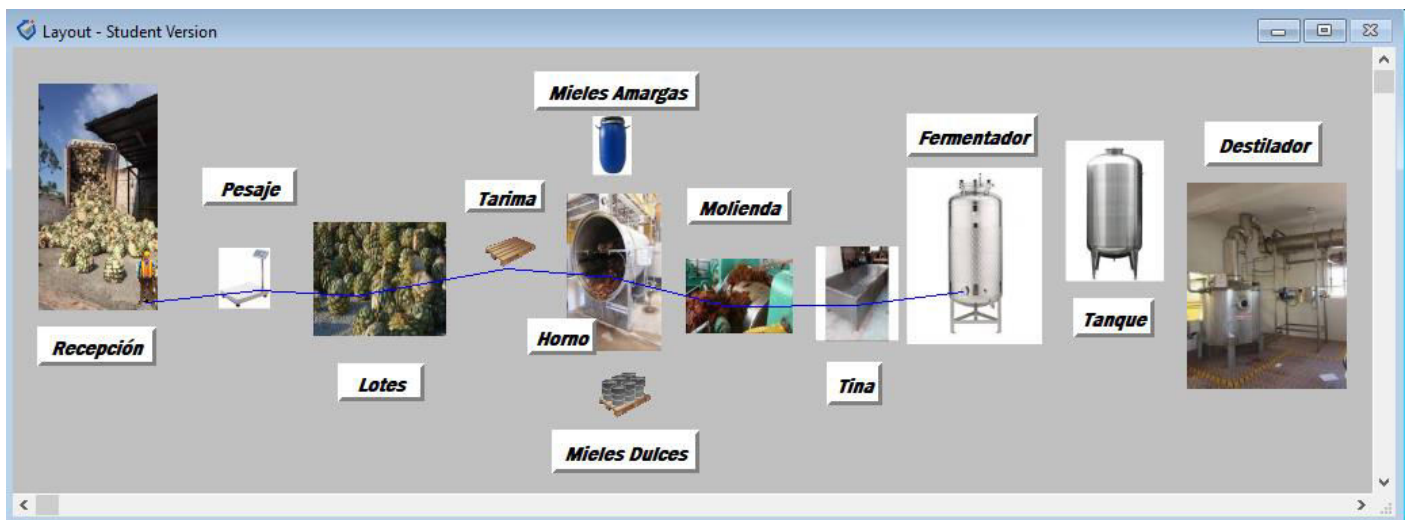 Layout - Student Version
Mieles Amargas
Fermentador
Destilador
Pesaje
Tarima
Molienda
Recepción
Horno
Tanque
Lotes
Tina
Mieles Dulces